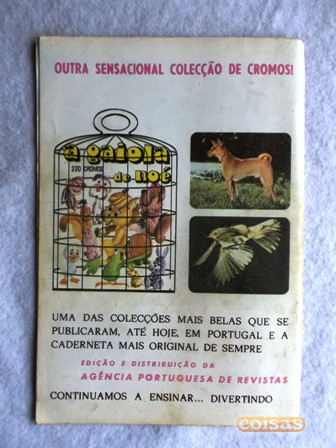 OUTRA SENSACIONAL COLECÇÃO DE CROMOS!
a gaiola
220 CROMOS
de noé
UMA DAS COLECÇÕES MAIS BELAS QUE SE
PUBLICARAM, ATÉ HOJE, EM PORTUGAL E A
CADERNETA MAIS ORIGINAL DE SEMPRE
EDIÇÃO E DISTRIBUIÇÃO DA
AGÊNCIA PORTUGUESA DE REVISTAS
CONTINUAMOS A ENSINAR... DIVERTINDO
coisas